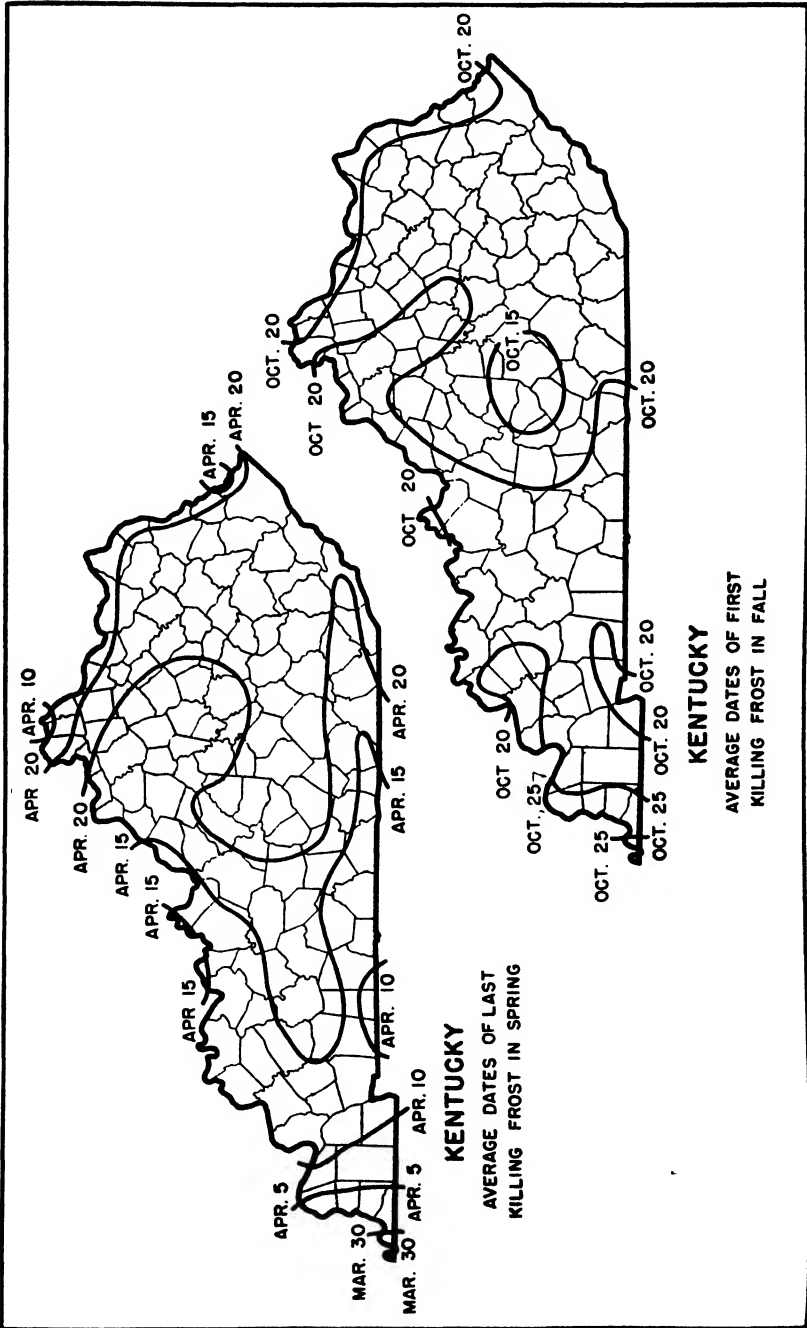 APR 20
APR. 10
APR. 20
APR. 15
APR. 15
APR 15
APR. 15
APR. 20
APR. 20
APR. 15
APR. 10
APR. 10
APR. 5
APR. 5
MAR. 30
MAR. 30
KENTUCKY
AVERAGE DATES OF LAST
KILLING FROST IN SPRING
OCT. 20
OCT 20
OCT 20
OCT 20
OCT., 25
OCT. 25
OCT. 25
OCT. 20
OCT. 20
OCT. 20
OCT. 20
OCT. 15
KENTUCKY
AVERAGE DATES OF FIRST
KILLING FROST IN FALL